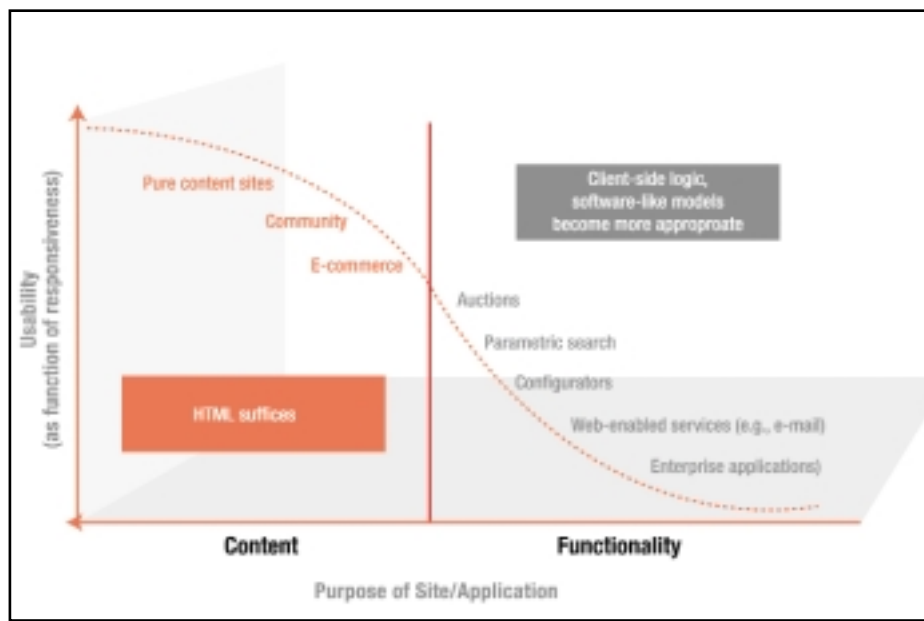 Usability
(as function of responsiveness)
Pure content sites
Community
E-commerce
HTML suffices
Client-side logic,
software-like models
become more approproate
Auctions
Parametric search
Configurators
Web-enabled services (e.g., e-mail)
Enterprise applications)
Content
Functionality
Purpose of Site/Application